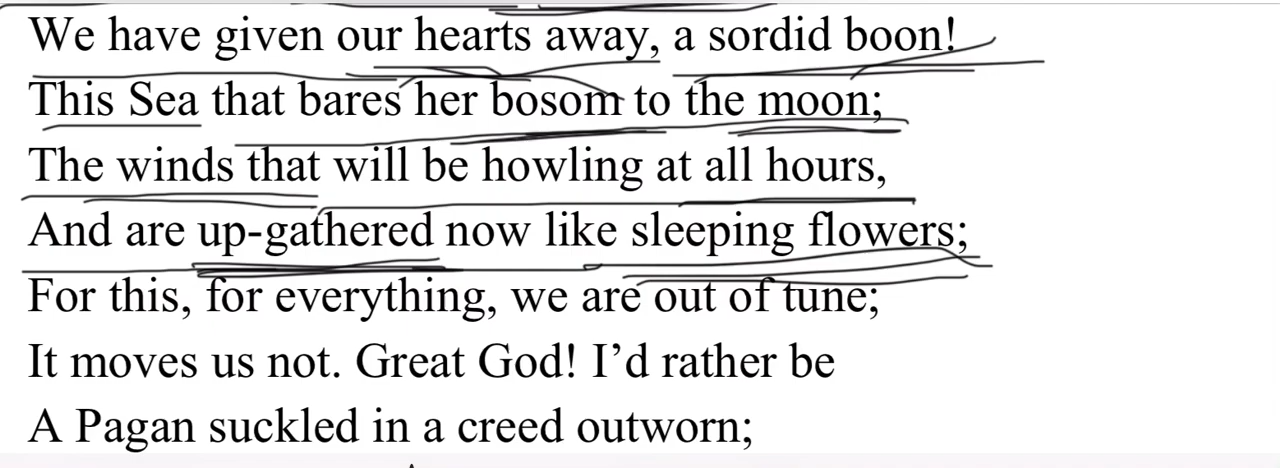 We have given our hearts away, a sordid boon!
This Sea that bares her bosom to the moon;
The winds that will be howling at all hours,
And are up-gathered now like sleeping flowers;
For this, for everything, we are out of tune;
It moves us not. Great God! I’d rather be
A Pagan suckled in a creed outworn;